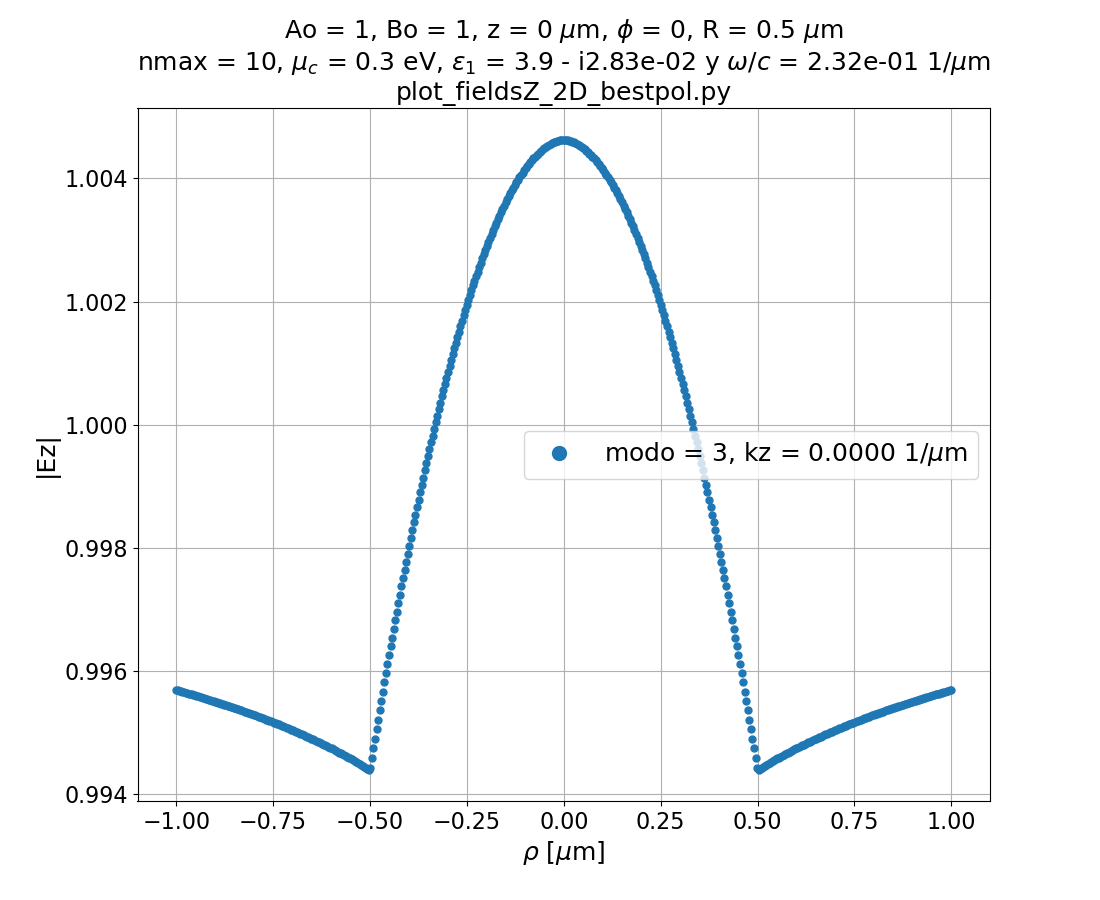 Ao = 1, Bo = 1, z = 0 μm, ϕ = 0, R = 0.5 μm
nmax = 10, μc = 0.3 eV, ε1 = 3.9 - i2.83e-02 y ω/c = 2.32e-01 1/μm
plot_fieldsZ_2D_bestpol.py
|Ez|
1.004
1.002
1.000
0.998
0.996
0.994
modo = 3, kz = 0.0000 1/μm
−1.00 −0.75 −0.50 −0.25 0.00 0.25 0.50 0.75 1.00
ρ [μm]